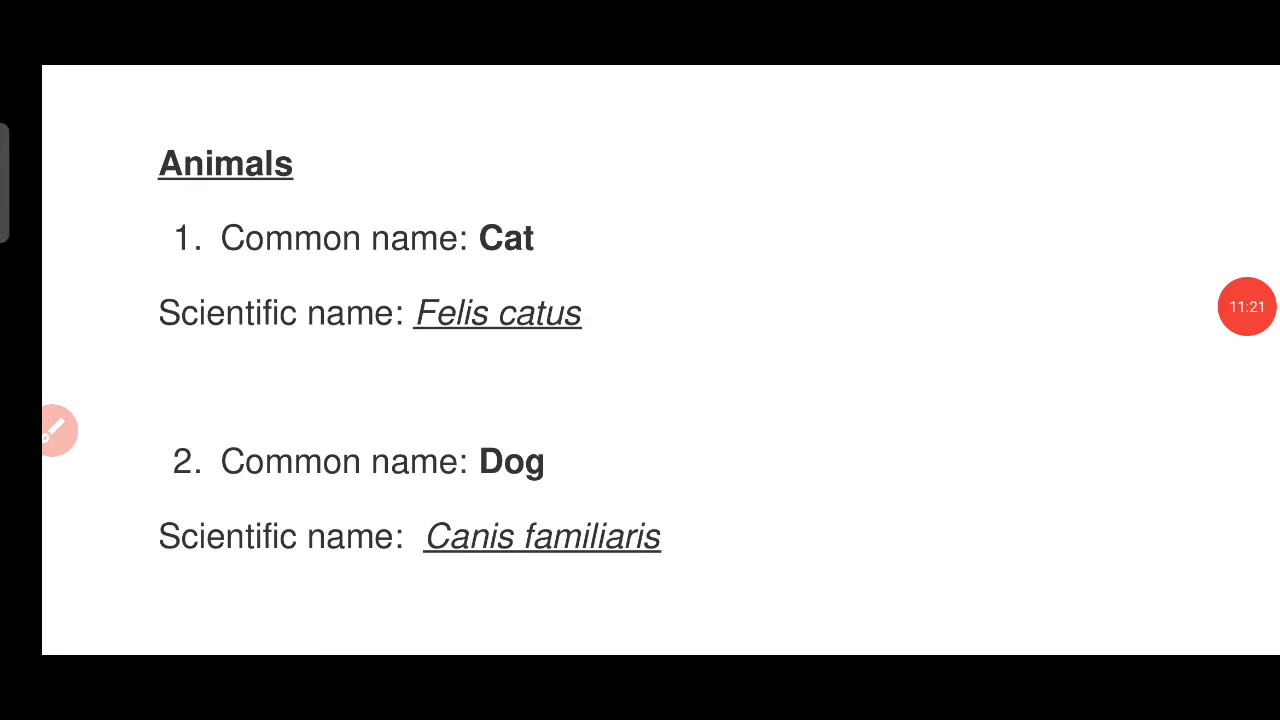 Animals
1. Common name: Cat
Scientific name: Felis catus
11:21
2. Common name: Dog
Scientific name: Canis familiaris